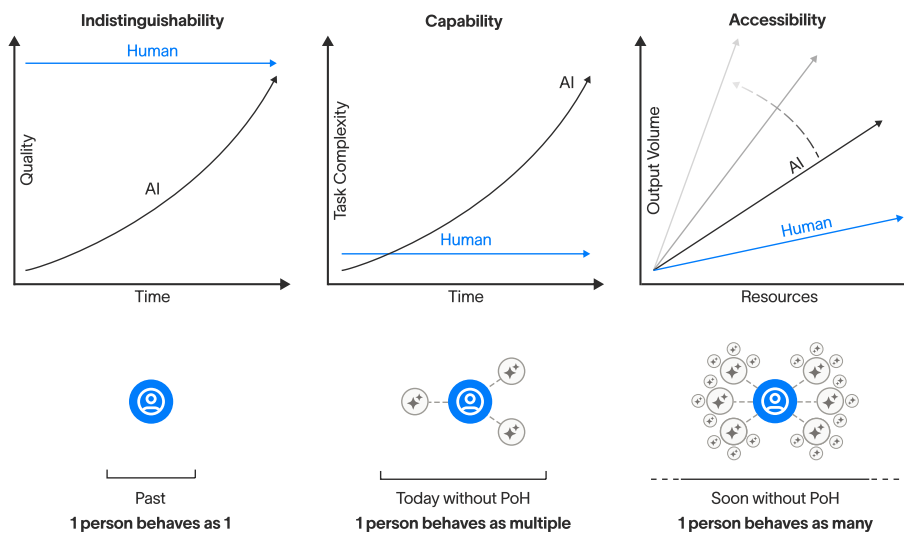 Indistinguishability
Human
AI
Quality
Time
Capability
AI
Human
Task Complexity
Time
Accessibility
AI
Human
Output Volume
Resources
Past
1 person behaves as 1
Today without PoH
1 person behaves as multiple
Soon without PoH
1 person behaves as many